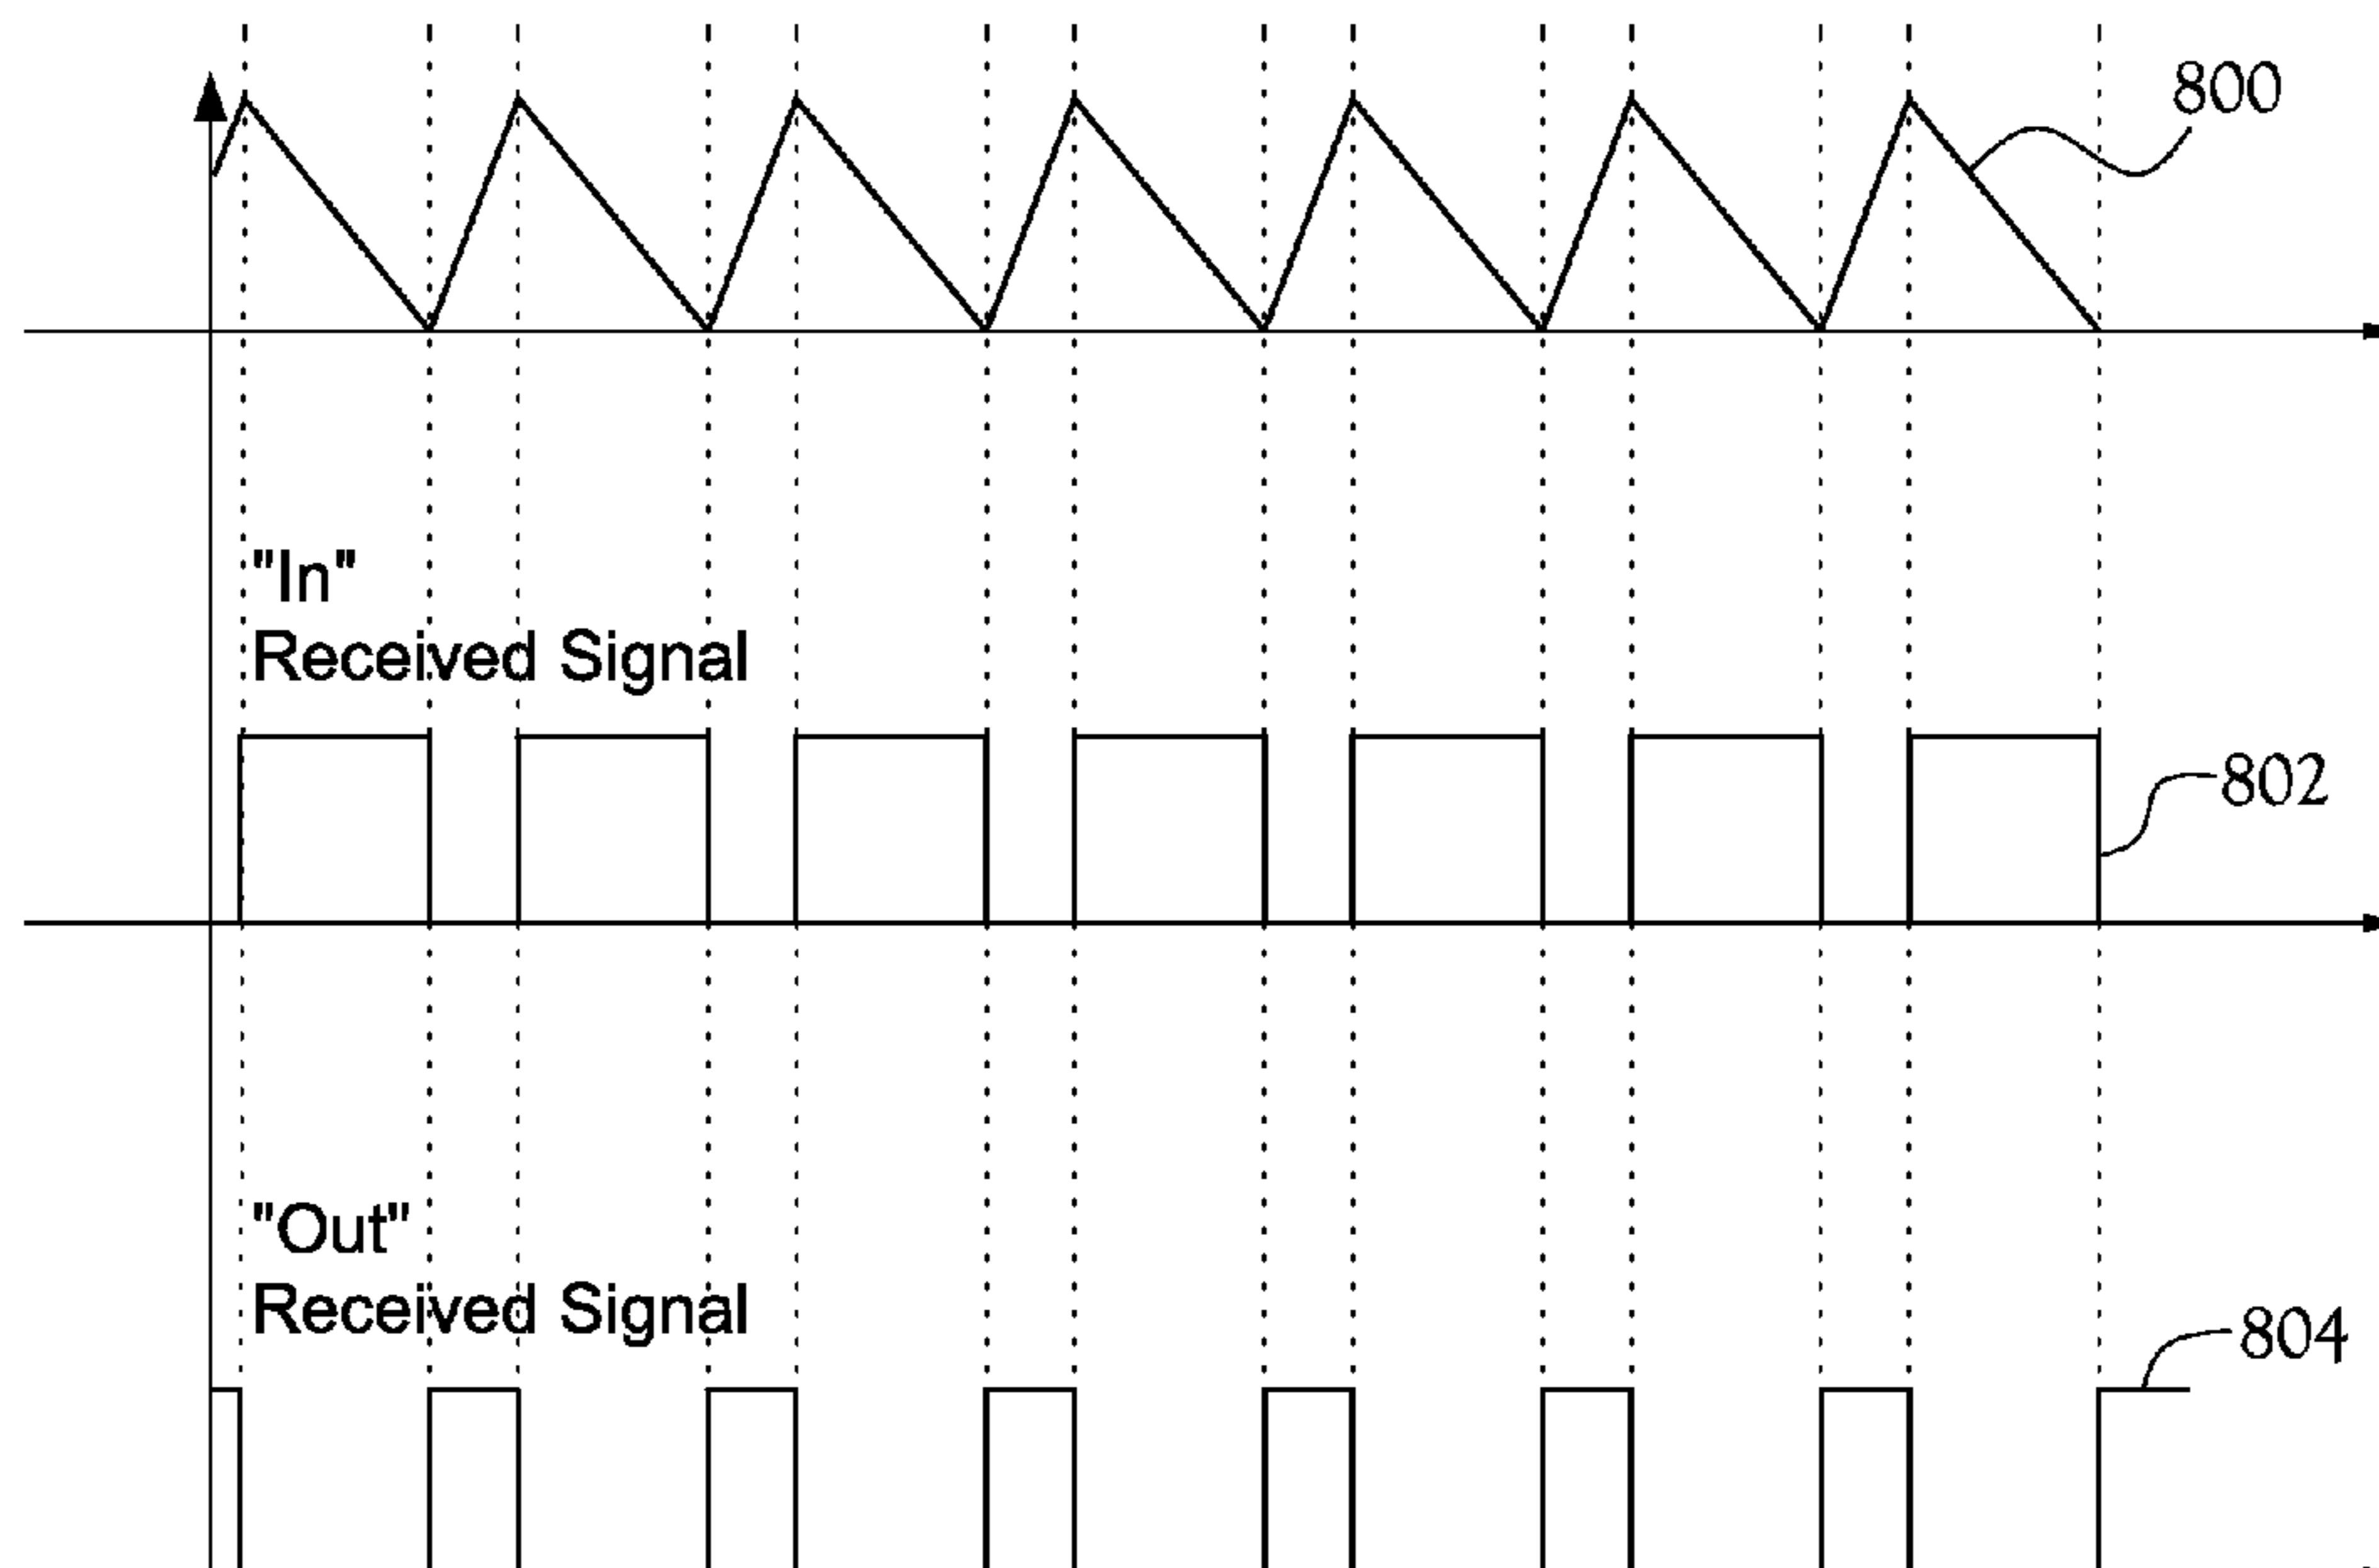 800
"In"
Received Signal
802
"Out"
Received Signal
804